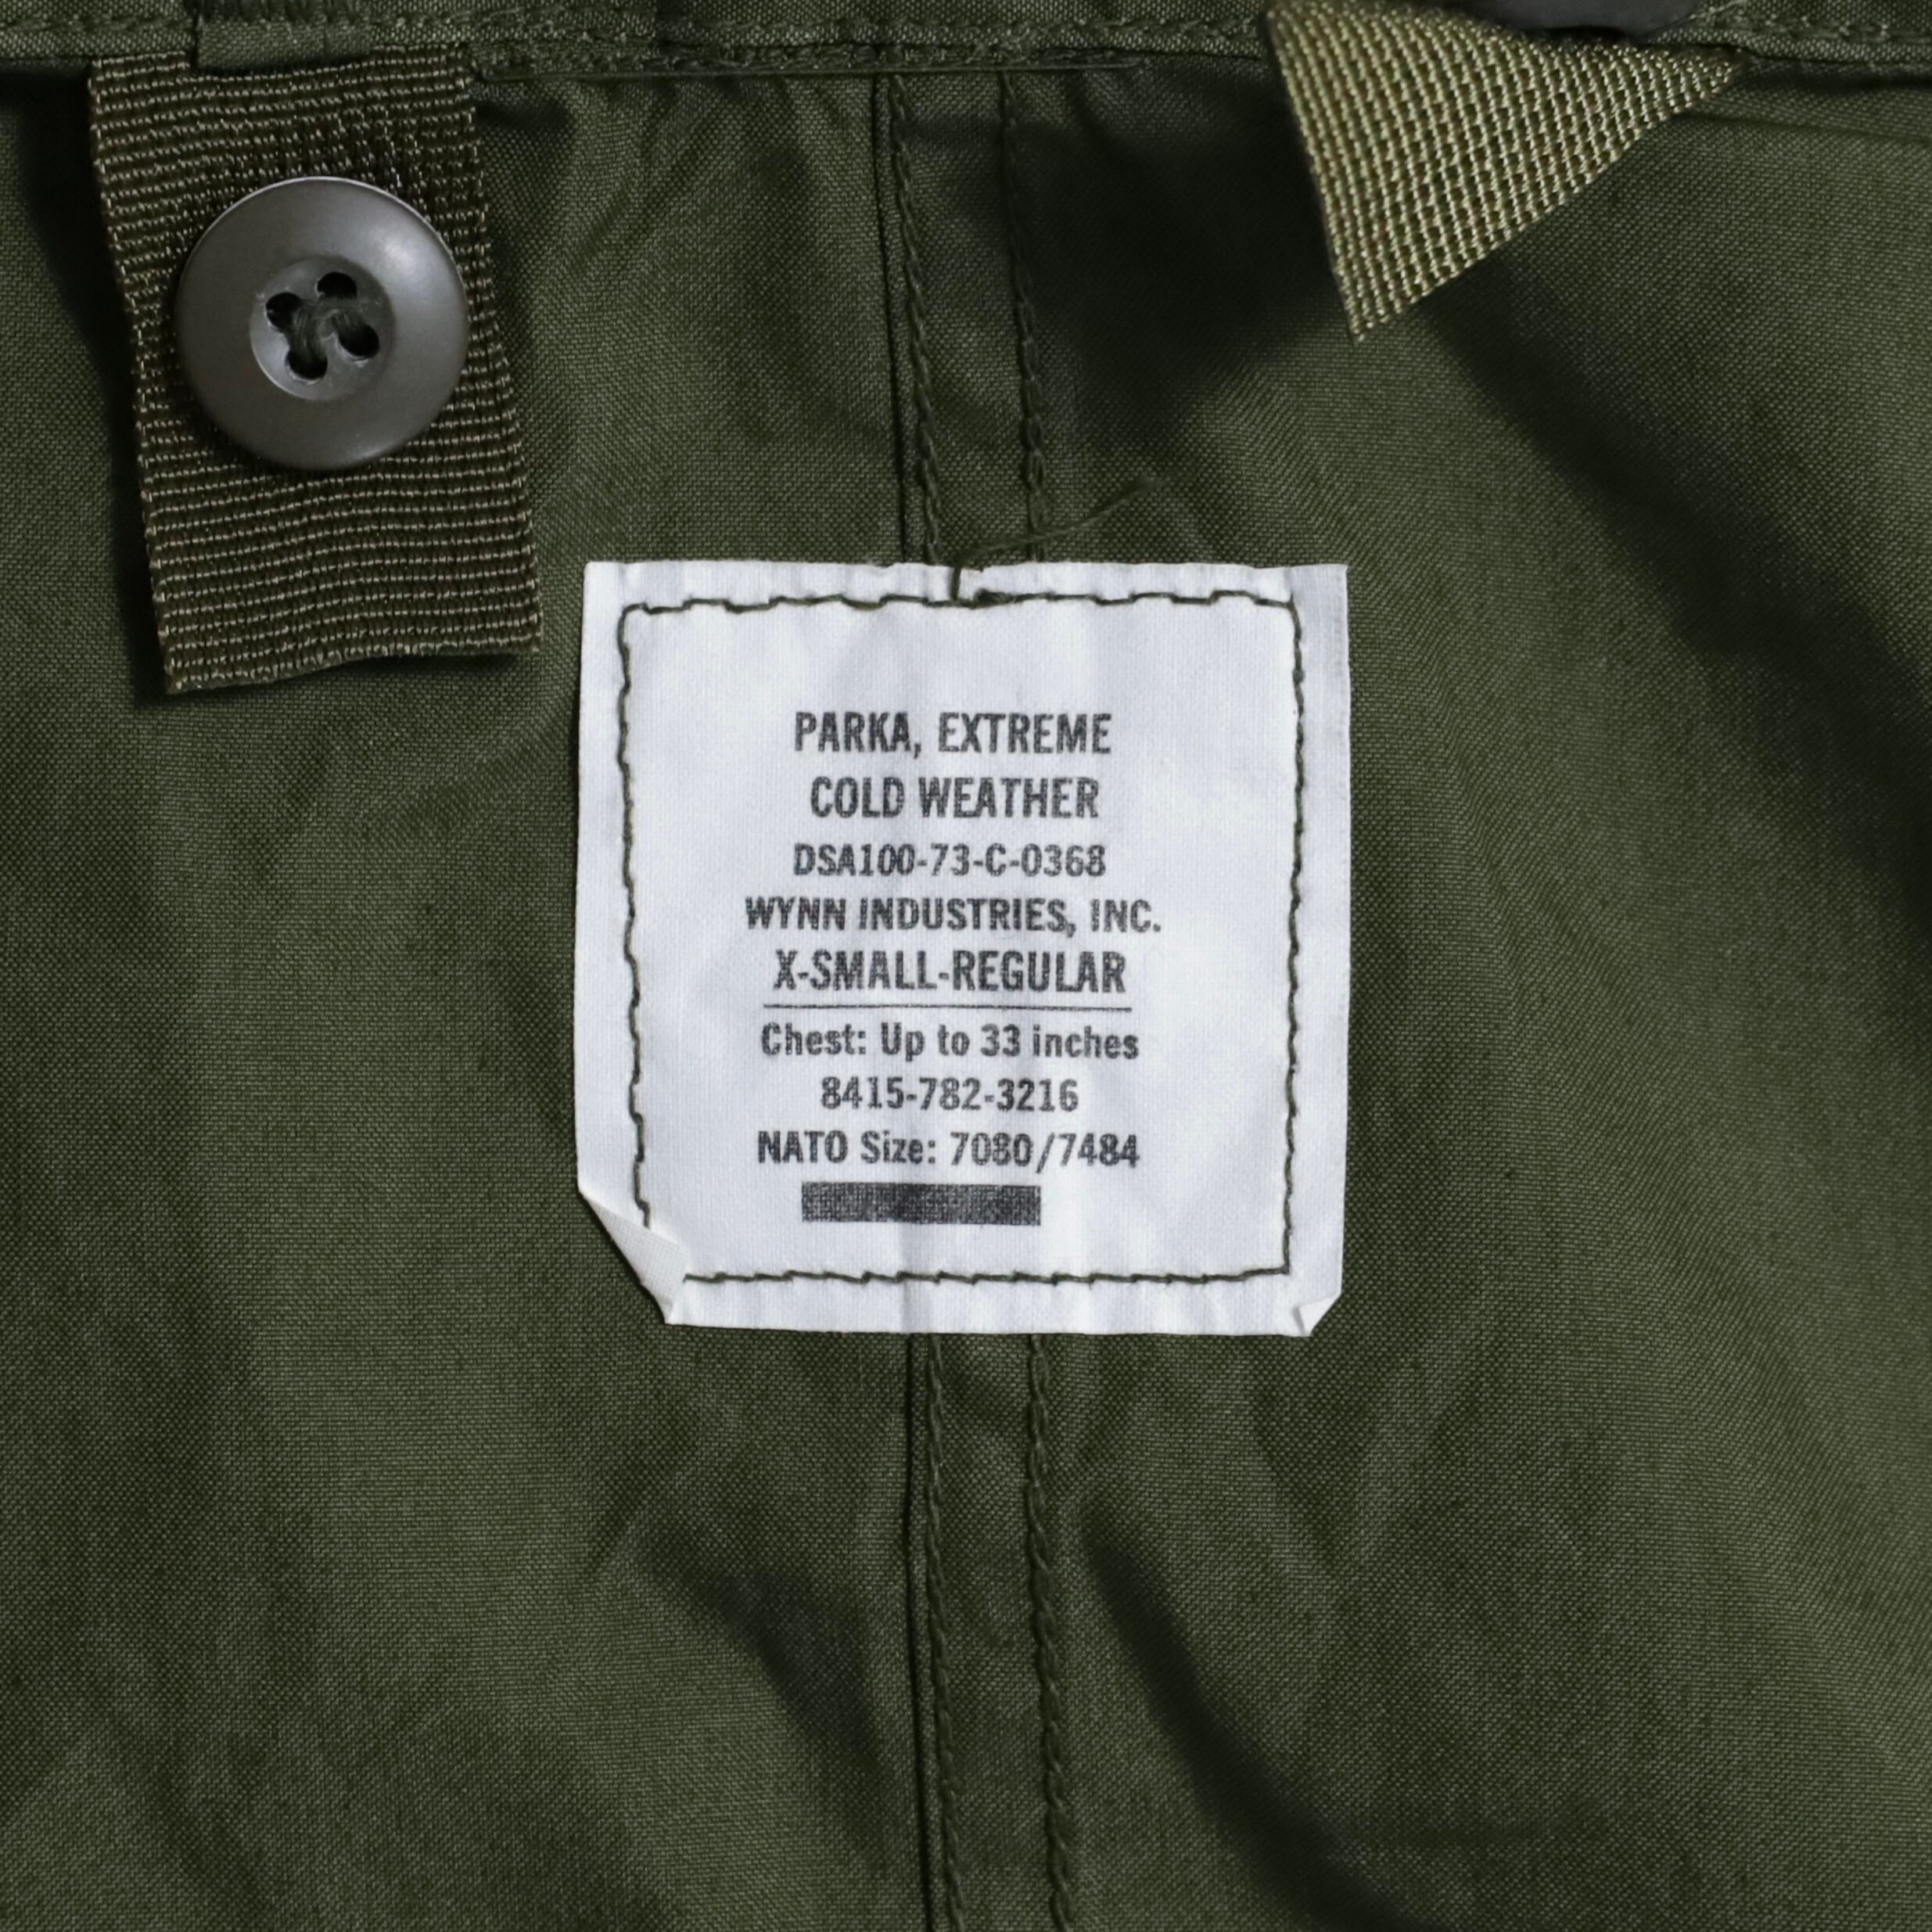 PARKA, EXTREME
COLD WEATHER
DSA100-73-C-0368
WYNN INDUSTRIES, INC.
X-SMALL-REGULAR
Chest: Up to 33 inches
8415-782-3216
NATO Size: 7080/7484